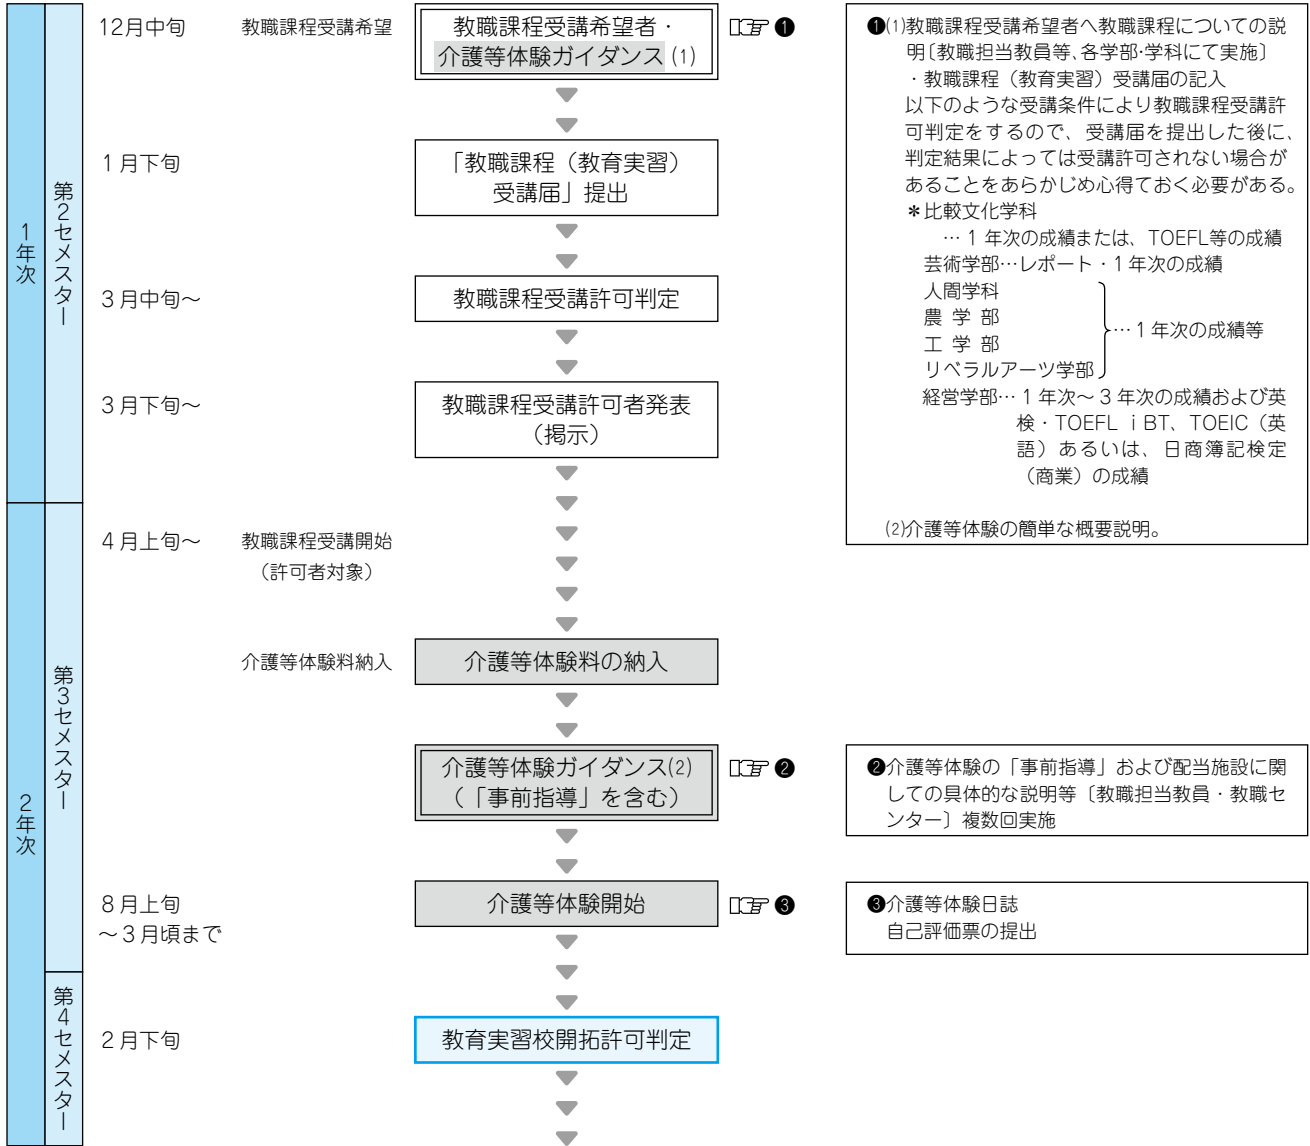 1年次
第2セメスター
12月中旬
教職課程受講希望
教職課程受講希望者・
介護等体験ガイダンス(1)
☞❶
1月下旬
「教職課程（教育実習）
受講届」提出
3月中旬～
教職課程受講許可判定
3月下旬～
教職課程受講許可者発表
（掲示）
❶(1)教職課程受講希望者へ教職課程についての説
明〔教職担当教員等、各学部・学科にて実施〕
・教職課程（教育実習）受講届の記入
以下のような受講条件により教職課程受講許
可判定をするので、受講届を提出した後に、
判定結果によっては受講許可されない場合が
あることをあらかじめ心得ておく必要がある。
＊比較文化学科
…1年次の成績または、TOEFL等の成績
芸術学部…レポート・1年次の成績
人間学科
農学部
工学部
リベラルアーツ学部
…1年次の成績等
経営学部…1年次～3年次の成績および英
検・TOEFL iBT、TOEIC（英
語）あるいは、日商簿記検定
（商業）の成績
(2)介護等体験の簡単な概要説明。
2年次
第3セメスター
4月上旬～
教職課程受講開始
（許可者対象）
介護等体験料納入
介護等体験料の納入
介護等体験ガイダンス(2)
（「事前指導」を含む）
☞❷
❷介護等体験の「事前指導」および配当施設に関
しての具体的な説明等〔教職担当教員・教職セ
ンター〕複数回実施
8月上旬
～3月頃まで
介護等体験開始
☞❸
❸介護等体験日誌
自己評価票の提出
第4セメスター
2月下旬
教育実習校開拓許可判定